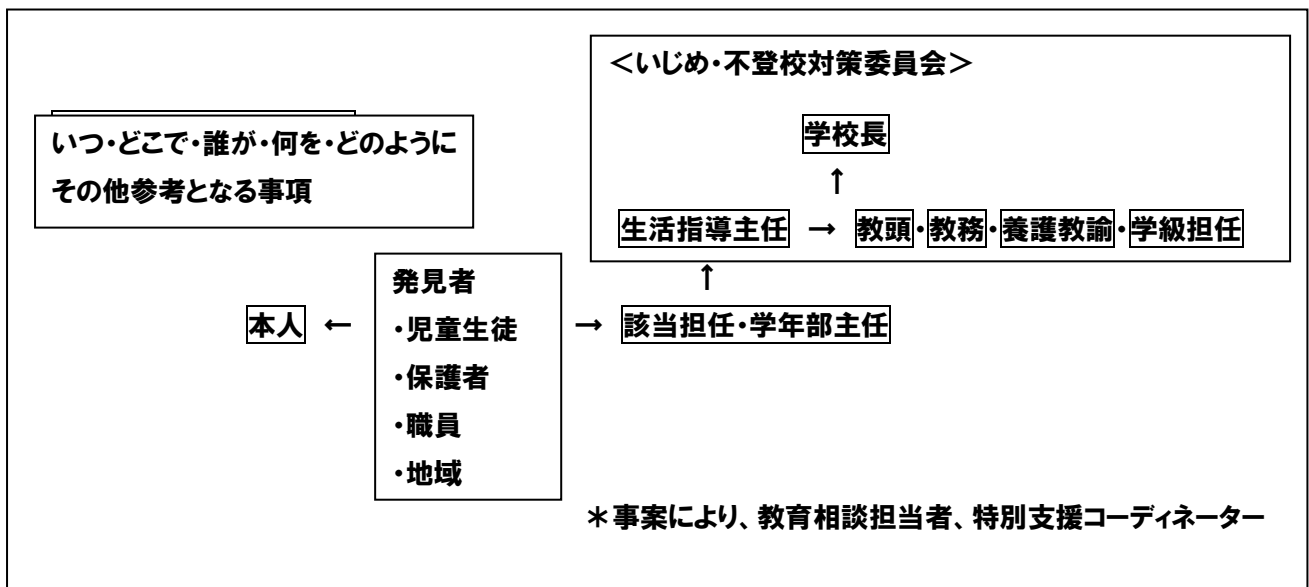 ＜いじめ・不登校対策委員会＞
いつ・どこで・誰が・何を・どのように
その他参考となる事項
学校長
↑
生活指導主任 → 教頭・教務・養護教諭・学級担任
↑
発見者
本人 ← ・児童生徒 → 該当担任・学年部主任
・保護者
・職員
・地域
＊事案により、教育相談担当者、特別支援コーディネーター